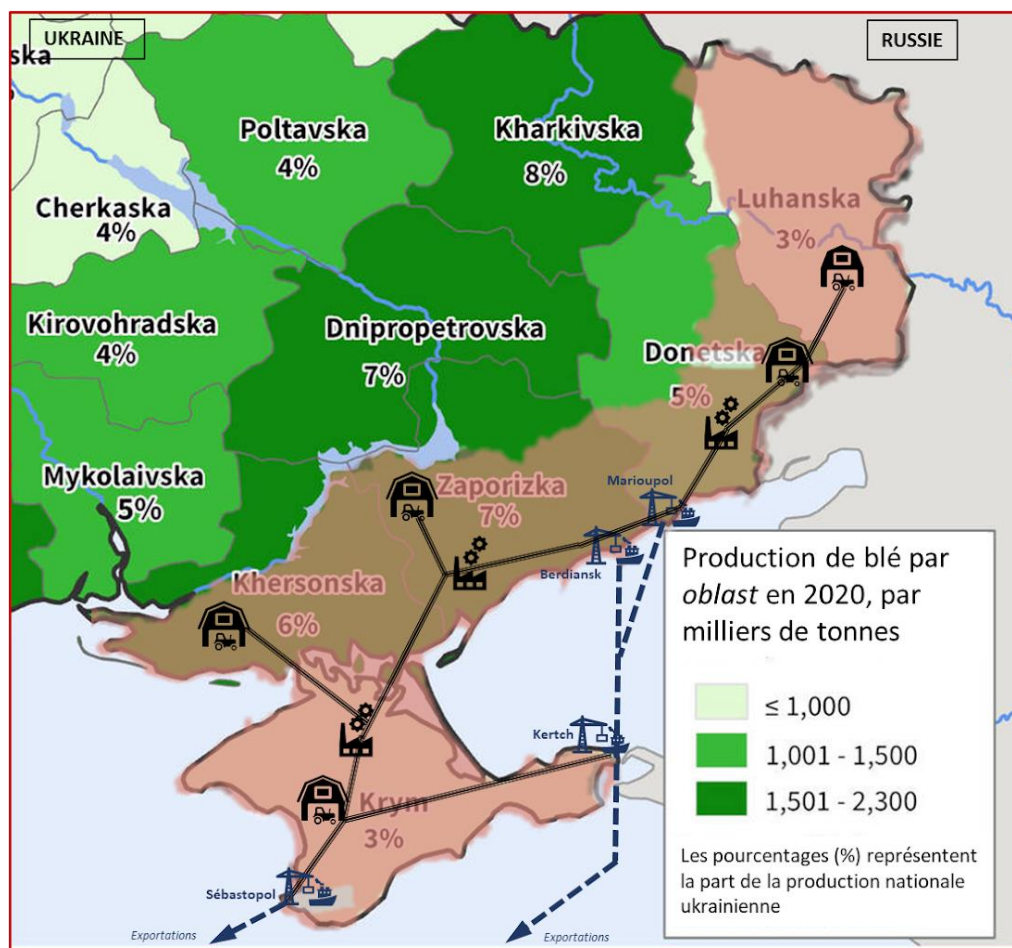 UKRAINE
RUSSIE
ska
Poltavska
4%
Kharkivska
8%
Cherkaska
4%
Luhanska
3%
Kirovohradska
4%
Dnipropetrovska
7%
Donetska
5%
Mykolaivska
5%
Zaporizka
7%
Marioupol
Berdiansk
Khersonska
6%
Kertch
Krym
3%
Sébastopol
Exportations
Exportations
Production de blé par
oblast en 2020, par
milliers de tonnes
≤ 1,000
1,001 - 1,500
1,501 - 2,300
Les pourcentages (%) représentent
la part de la production nationale
ukrainienne